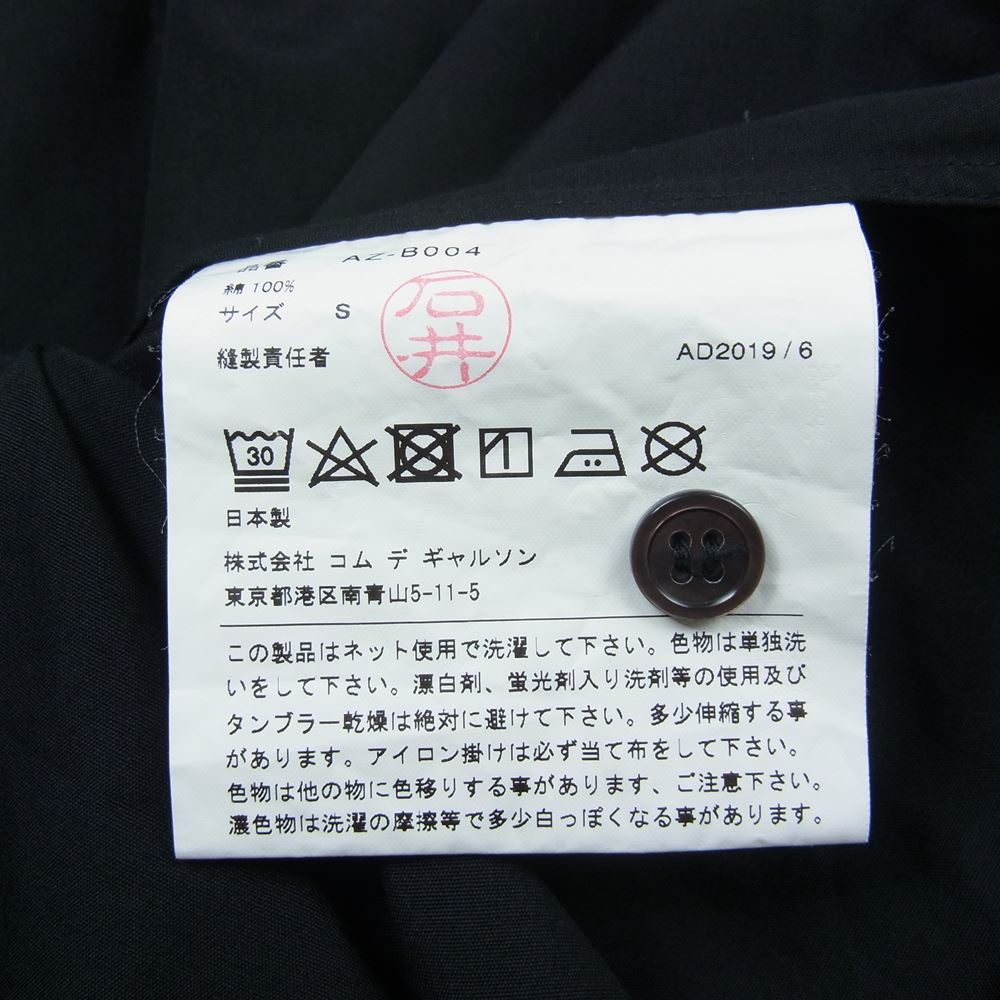 品番 AZ-B004
綿 100%
サイズ S
縫製責任者 石井 AD2019/6
30
日本製
株式会社 コム デ ギャルソン
東京都港区南青山5-11-5
この製品はネット使用で洗濯して下さい。色物は単独洗
いをして下さい。漂白剤、蛍光剤入り洗剤等の使用及び
タンブラー乾燥は絶対に避けて下さい。多少伸縮する事
があります。アイロン掛けは必ず当て布をして下さい。
色物は他の物に色移りする事があります、ご注意下さい。
濃色物は洗濯の摩擦等で多少白っぽくなる事があります。